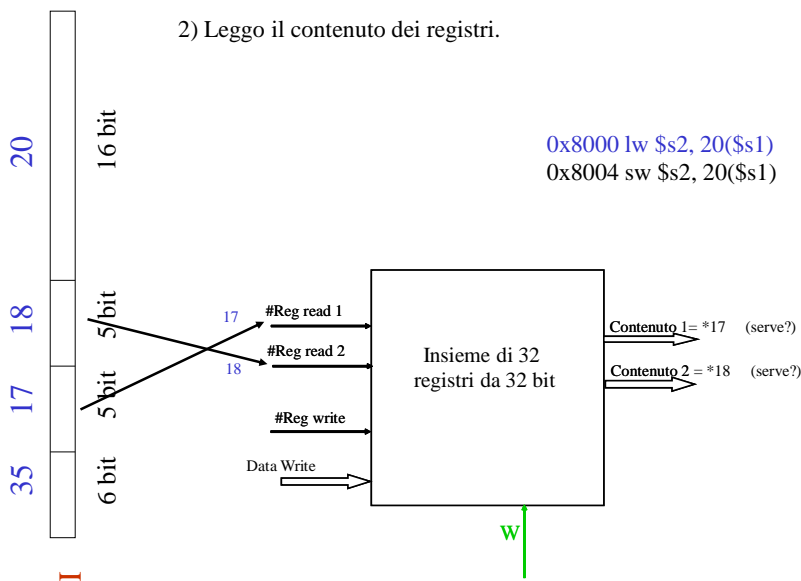 2) Leggo il contenuto dei registri.
0x8000 lw $s2, 20($s1)
0x8004 sw $s2, 20($s1)
20
16 bit
18
5 bit
17
5 bit
35
6 bit
I
17
#Reg read 1
18
#Reg read 2
#Reg write
Data Write
Insieme di 32
registri da 32 bit
W
Contenuto 1= *17 (serve?)
Contenuto 2 = *18 (serve?)